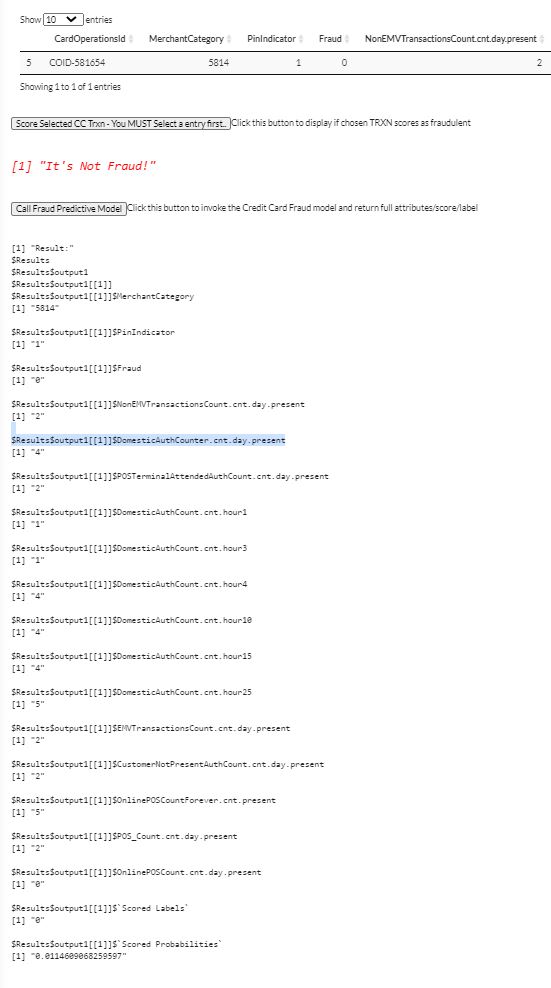 Show 10 entries
CardOperationsId MerchantCategory PinIndicator Fraud NonEMVTransactionsCount.cnt.day.present
5 COID-581654 5814 1 0 2
Showing 1 to 1 of 1 entries
Score Selected CC Trxn - You MUST Select a entry first.. Click this button to display if chosen TRXN scores as fraudulent
[1] "It's Not Fraud!"
Call Fraud Predictive Model Click this button to invoke the Credit Card Fraud model and return full attributes/score/label
[1] "Result:"
$Results
$Results$output1
$Results$output1[[1]]
$Results$output1[[1]]$MerchantCategory
[1] "5814"
$Results$output1[[1]]$PinIndicator
[1] "1"
$Results$output1[[1]]$Fraud
[1] "0"
$Results$output1[[1]]$NonEMVTransactionsCount.cnt.day.present
[1] "2"
$Results$output1[[1]]$DomesticAuthCounter.cnt.day.present
[1] "4"
$Results$output1[[1]]$POSTerminalAttendedAuthCount.cnt.day.present
[1] "2"
$Results$output1[[1]]$DomesticAuthCount.cnt.hour1
[1] "1"
$Results$output1[[1]]$DomesticAuthCount.cnt.hour3
[1] "1"
$Results$output1[[1]]$DomesticAuthCount.cnt.hour4
[1] "4"
$Results$output1[[1]]$DomesticAuthCount.cnt.hour10
[1] "4"
$Results$output1[[1]]$DomesticAuthCount.cnt.hour15
[1] "4"
$Results$output1[[1]]$DomesticAuthCount.cnt.hour25
[1] "5"
$Results$output1[[1]]$EMVTransactionsCount.cnt.day.present
[1] "2"
$Results$output1[[1]]$CustomerNotPresentAuthCount.cnt.day.present
[1] "2"
$Results$output1[[1]]$OnlinePOSCountForever.cnt.present
[1] "5"
$Results$output1[[1]]$POS_Count.cnt.day.present
[1] "2"
$Results$output1[[1]]$OnlinePOSCount.cnt.day.present
[1] "0"
$Results$output1[[1]]$`Scored Labels`
[1] "0"
$Results$output1[[1]]$`Scored Probabilities`
[1] "0.0114609068259597"